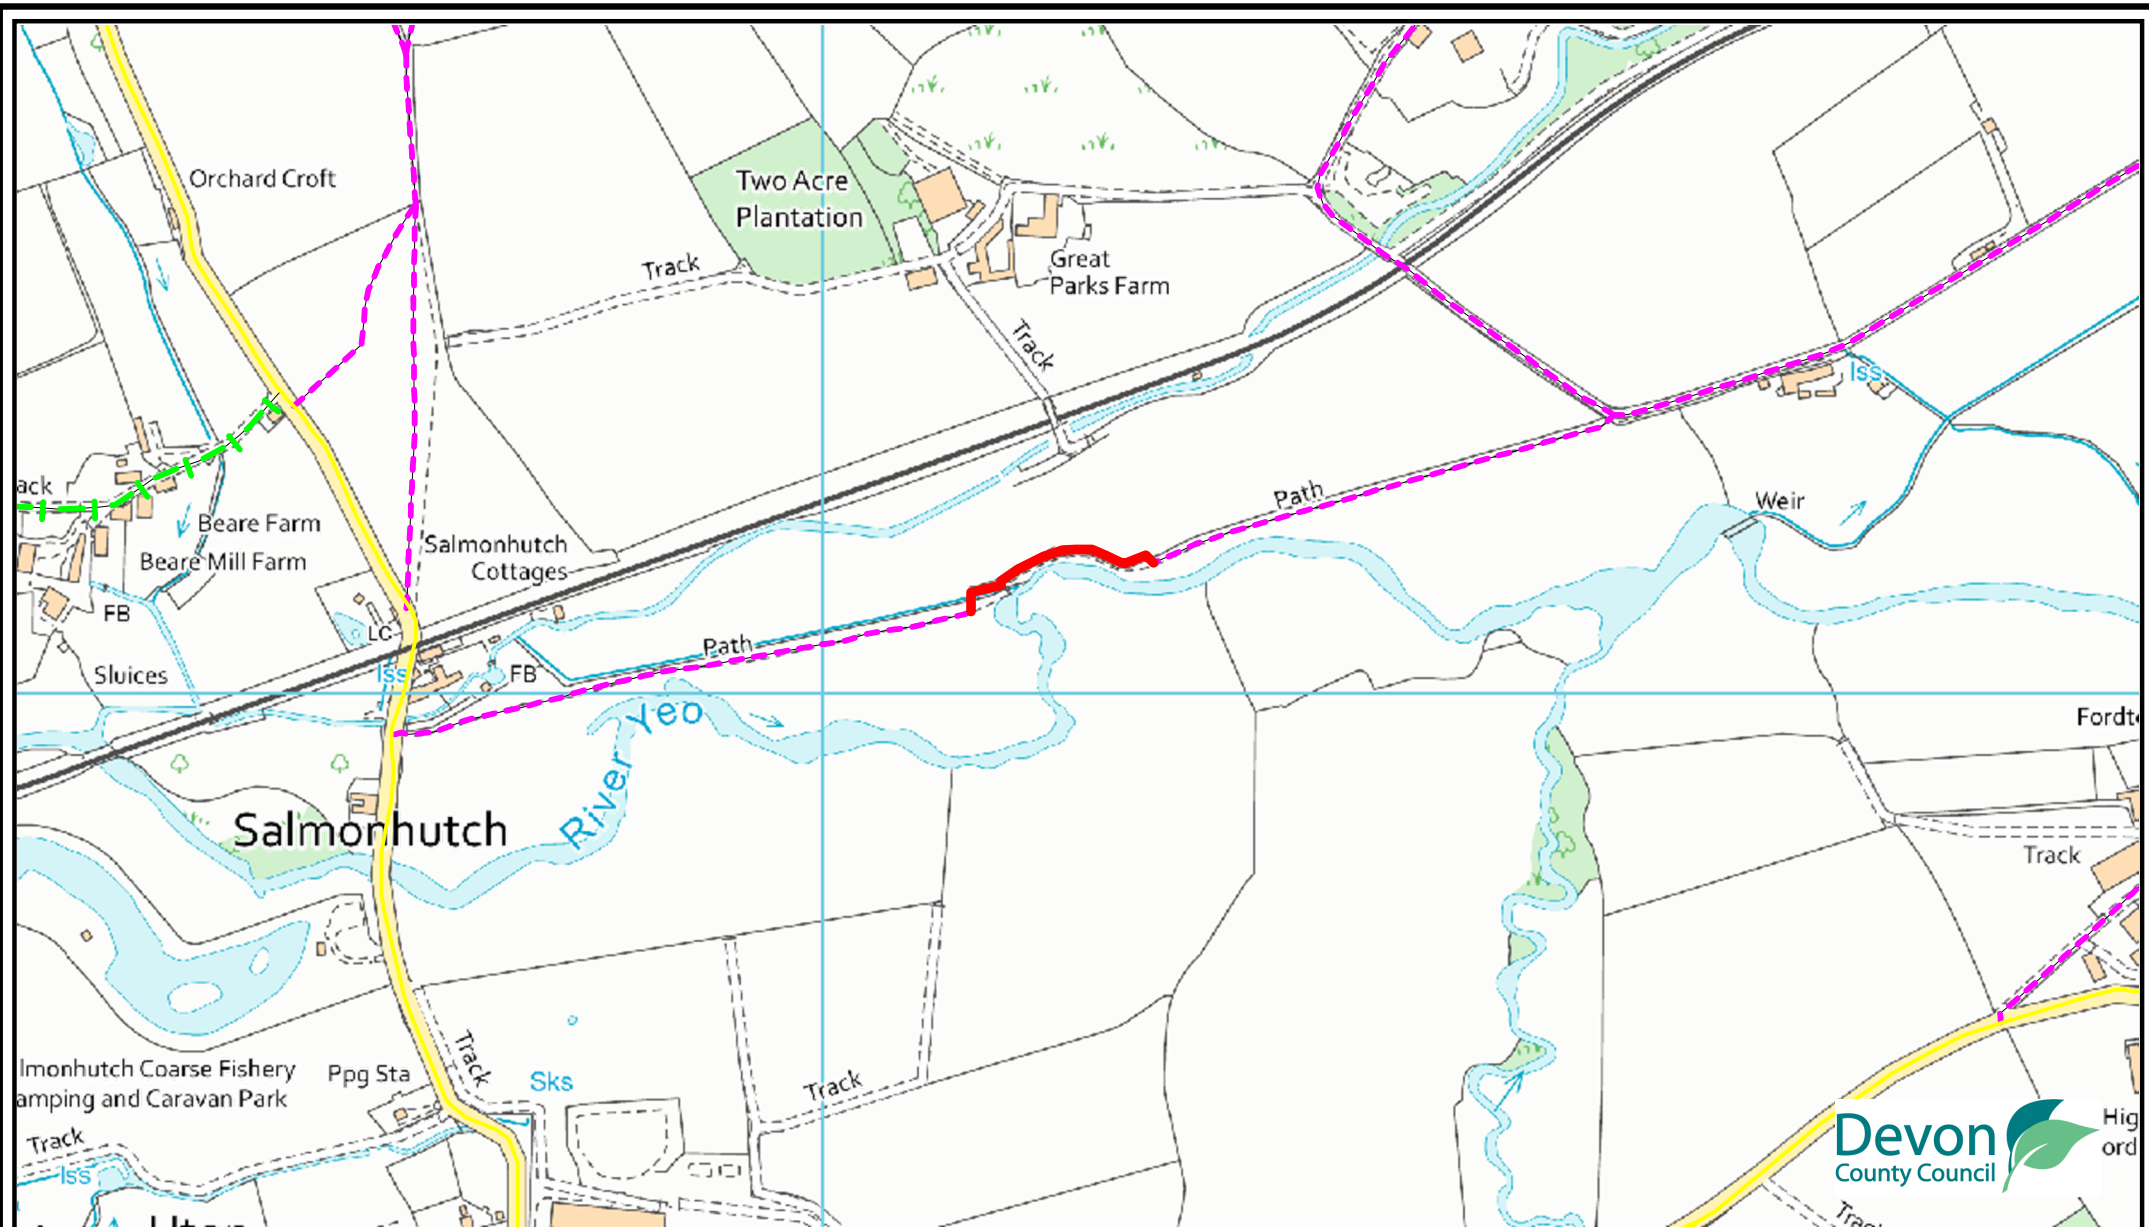 Orchard Croft
Two Acre
Plantation
Track
Great
Parks Farm
Track
Iss
ack
Path
Weir
Beare Farm
Beare Mill Farm
Salmonhutch
Cottages
FB
LC
Path
Sluices
Iss
FB
River Yeo
Fordt
Salmonhutch
Track
Track
lmonhutch Coarse Fishery
amping and Caravan Park
Ppg Sta
Sks
Track
Track
Iss
Devon
County Council
Hig
ord